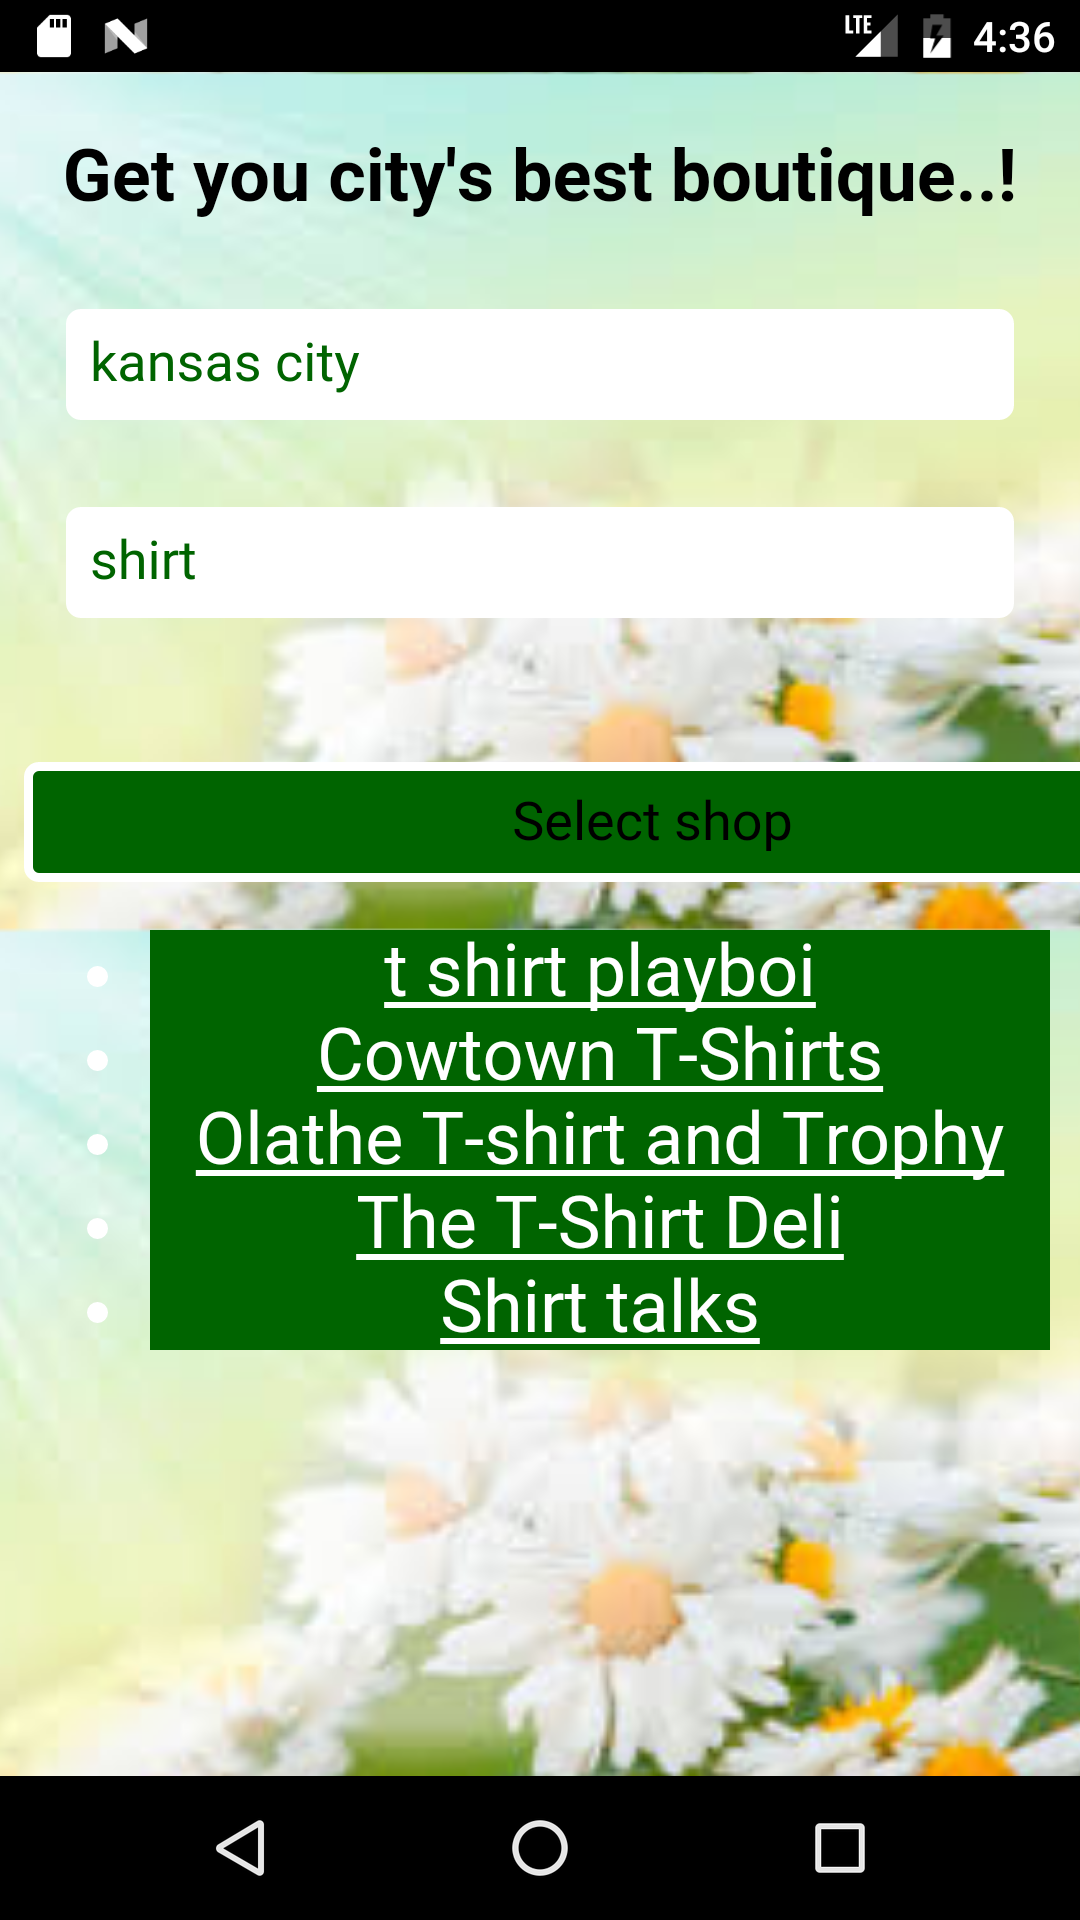 LTE 4:36
Get you city's best boutique..!
kansas city
shirt
Select shop
t shirt playboi
Cowtown T-Shirts
Olathe T-shirt and Trophy
The T-Shirt Deli
Shirt talks